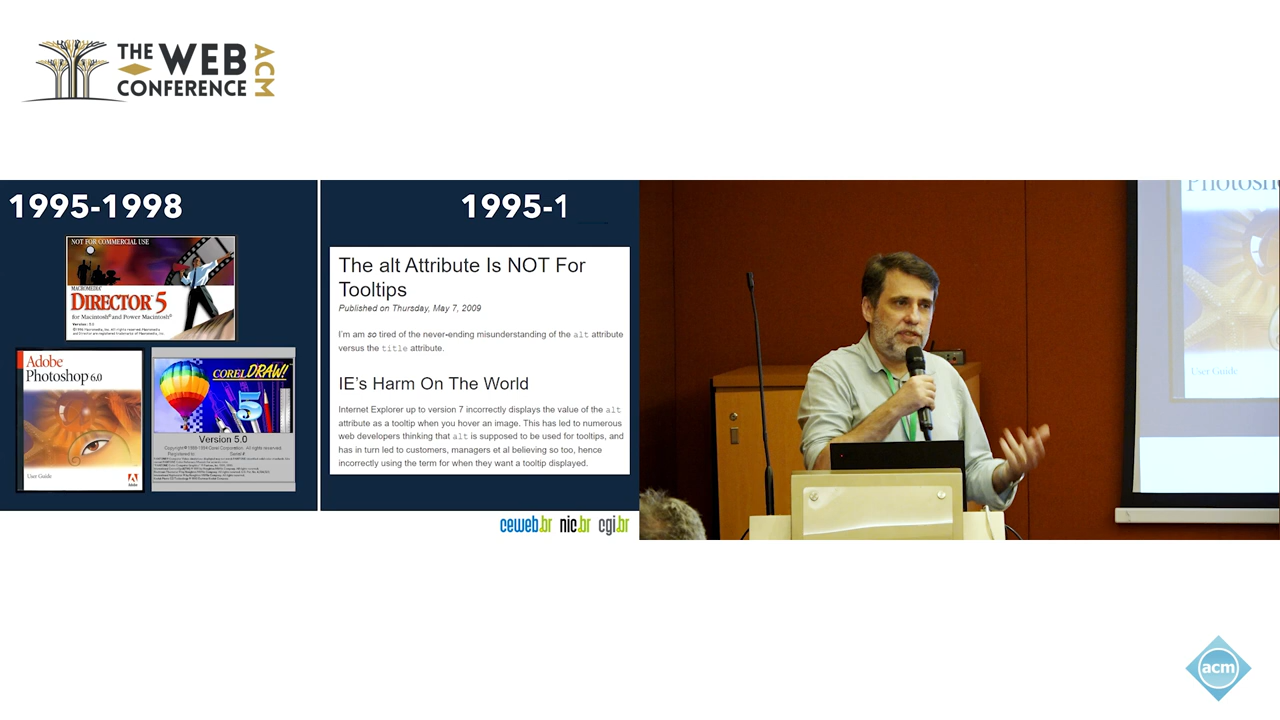 THE WEB
CONFERENCE
ACM
1995-1998
NOT FOR COMMERCIAL USE
MACROMEDIA
DIRECTOR 5
for Macintosh® and Power Macintosh®
Version: 5.0
Adobe
Photoshop 6.0
User Guide
Adobe
CORELDRAW!
5
Version 5.0
1995-1
The alt Attribute Is NOT For
Tooltips
Published on Thursday, May 7, 2009
I'm am so tired of the never-ending misunderstanding of the alt attribute
versus the title attribute.
IE's Harm On The World
Internet Explorer up to version 7 incorrectly displays the value of the alt
attribute as a tooltip when you hover an image. This has led to numerous
web developers thinking that alt is supposed to be used for tooltips, and
has in turn led to customers, managers et al believing so too, hence
incorrectly using the term for when they want a tooltip displayed.
ceweb.br nic.br cgi.br
Photosh
User Guide
acm